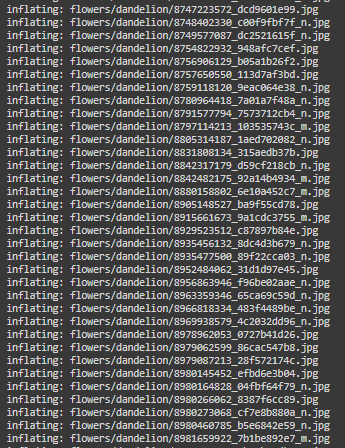 inflating: flowers/dandelion/8747223572_dcd9601e99.jpg
inflating: flowers/dandelion/8748402330_c00f9fbf7f_n.jpg
inflating: flowers/dandelion/8749577087_dc2521615f_n.jpg
inflating: flowers/dandelion/8754822932_948afc7cef.jpg
inflating: flowers/dandelion/8756906129_b05a1b26f2.jpg
inflating: flowers/dandelion/8757650550_113d7af3bd.jpg
inflating: flowers/dandelion/8759118120_9eac064e38_n.jpg
inflating: flowers/dandelion/8780964418_7a01a7f48a_n.jpg
inflating: flowers/dandelion/8791577794_7573712cb4_n.jpg
inflating: flowers/dandelion/8797114213_103535743c_m.jpg
inflating: flowers/dandelion/8805314187_1aed702082_n.jpg
inflating: flowers/dandelion/8831808134_315aedb37b.jpg
inflating: flowers/dandelion/8842317179_d59cf218cb_n.jpg
inflating: flowers/dandelion/8842482175_92a14b4934_m.jpg
inflating: flowers/dandelion/8880158802_6e10a452c7_m.jpg
inflating: flowers/dandelion/8905148527_ba9f55cd78.jpg
inflating: flowers/dandelion/8915661673_9a1cdc3755_m.jpg
inflating: flowers/dandelion/8929523512_c87897b84e.jpg
inflating: flowers/dandelion/8935456132_8dc4d3b679_n.jpg
inflating: flowers/dandelion/8935477500_89f22cca03_n.jpg
inflating: flowers/dandelion/8952484062_31d1d97e45.jpg
inflating: flowers/dandelion/8956863946_f96be02aae_n.jpg
inflating: flowers/dandelion/8963359346_65ca69c59d_n.jpg
inflating: flowers/dandelion/8966818334_483f4489be_n.jpg
inflating: flowers/dandelion/8969938579_4c2032dd96_n.jpg
inflating: flowers/dandelion/8978962053_0727b41d26.jpg
inflating: flowers/dandelion/8979062599_86cac547b8.jpg
inflating: flowers/dandelion/8979087213_28f572174c.jpg
inflating: flowers/dandelion/8980145452_efbd6e3b04.jpg
inflating: flowers/dandelion/8980164828_04fbf64f79_n.jpg
inflating: flowers/dandelion/8980266062_8387f6cc89.jpg
inflating: flowers/dandelion/8980273068_cf7e8b880a_n.jpg
inflating: flowers/dandelion/8980460785_b5e6842e59_n.jpg
inflating: flowers/dandelion/8981659922_7b1be892e7_m.jpg